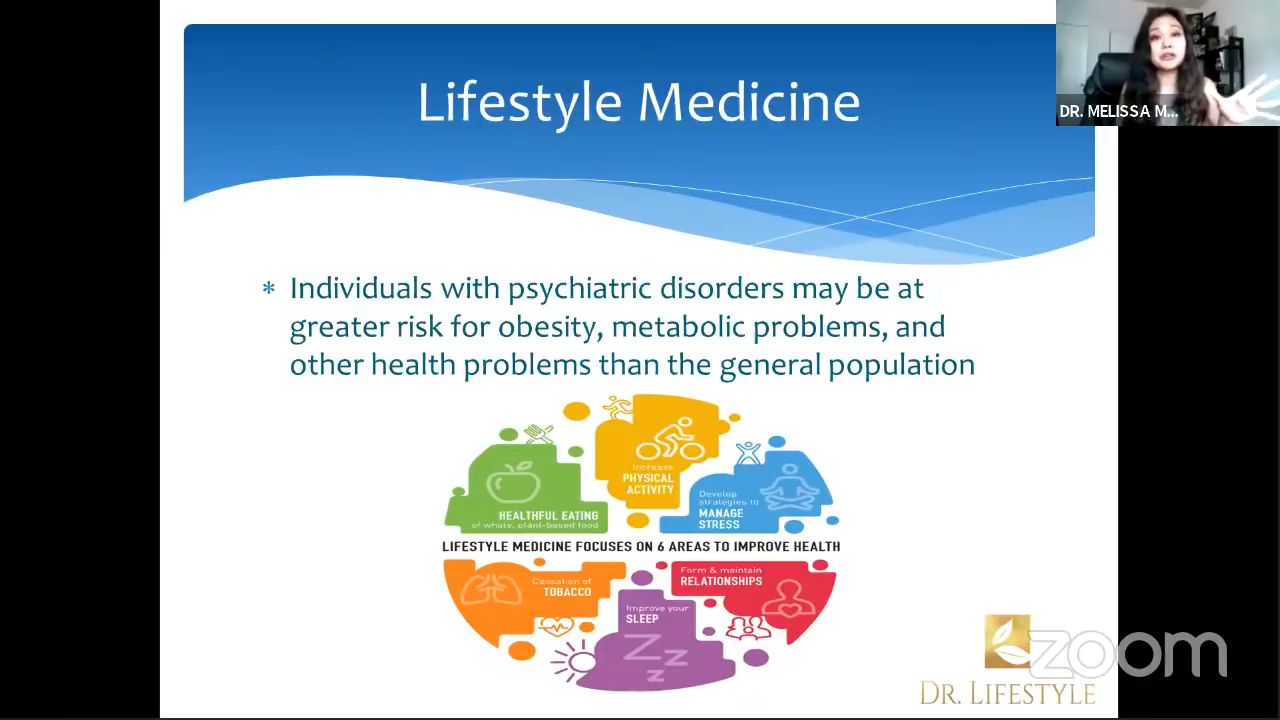 Lifestyle Medicine
DR. MELISSA M...
* Individuals with psychiatric disorders may be at
greater risk for obesity, metabolic problems, and
other health problems than the general population
Increase
PHYSICAL
ACTIVITY
HEALTHFUL EATING
of whole, plant-based food
Develop
strategies to
MANAGE
STRESS
LIFESTYLE MEDICINE FOCUSES ON 6 AREAS TO IMPROVE HEALTH
Cessation of
TOBACCO
Improve your
SLEEP
Z Z Z
Form & maintain
RELATIONSHIPS
zoom
DR. LIFESTYLE